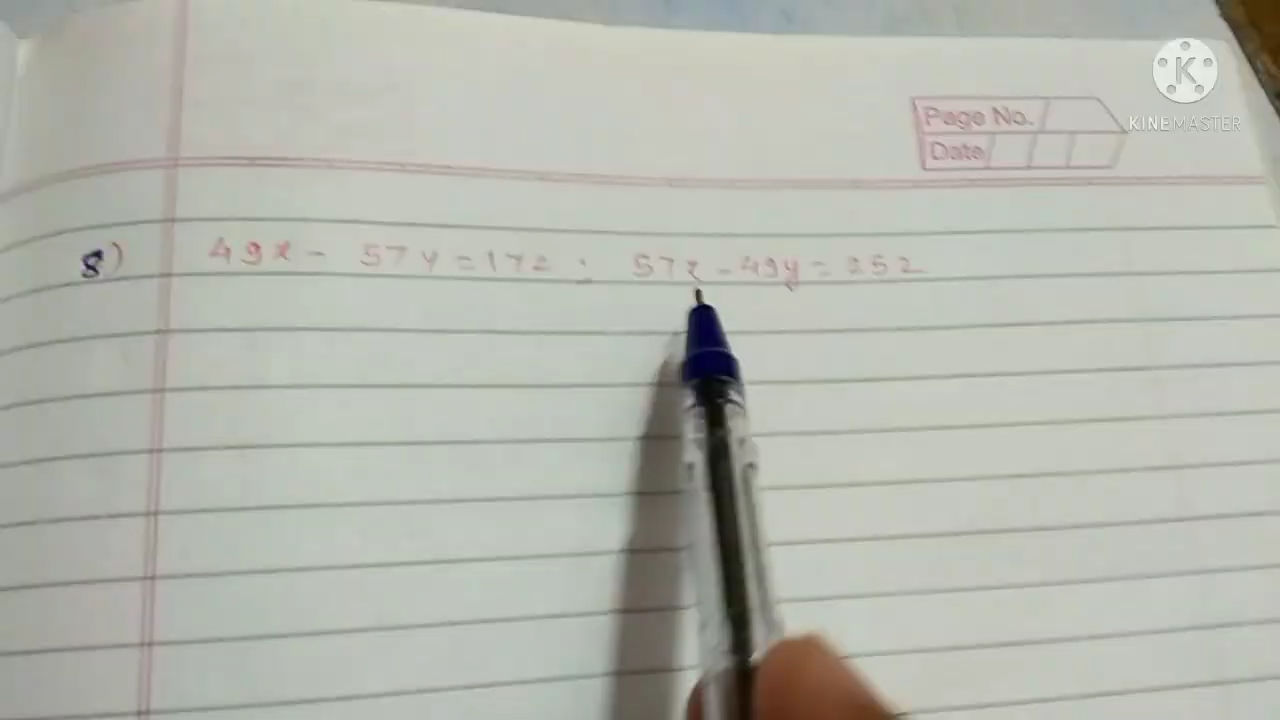 K
KINEMASTER
Page No.
Date
8) 49x - 57y = 172 ; 57x - 49y = 252